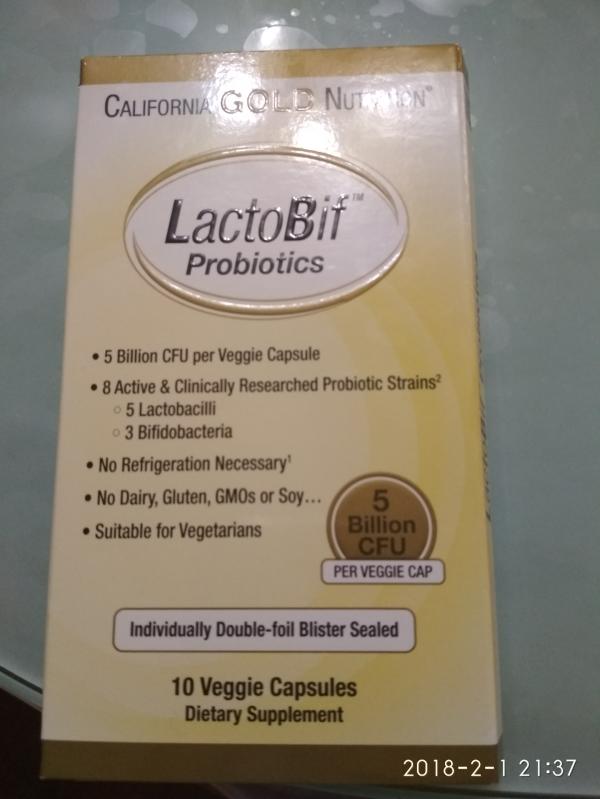 CALIFORNIA GOLD NUTRITION®
LactoBif™
Probiotics
• 5 Billion CFU per Veggie Capsule
• 8 Active & Clinically Researched Probiotic Strains²
○ 5 Lactobacilli
○ 3 Bifidobacteria
• No Refrigeration Necessary¹
• No Dairy, Gluten, GMOs or Soy...
• Suitable for Vegetarians
5
Billion
CFU
PER VEGGIE CAP
Individually Double-foil Blister Sealed
10 Veggie Capsules
Dietary Supplement
2018-2-1 21:37